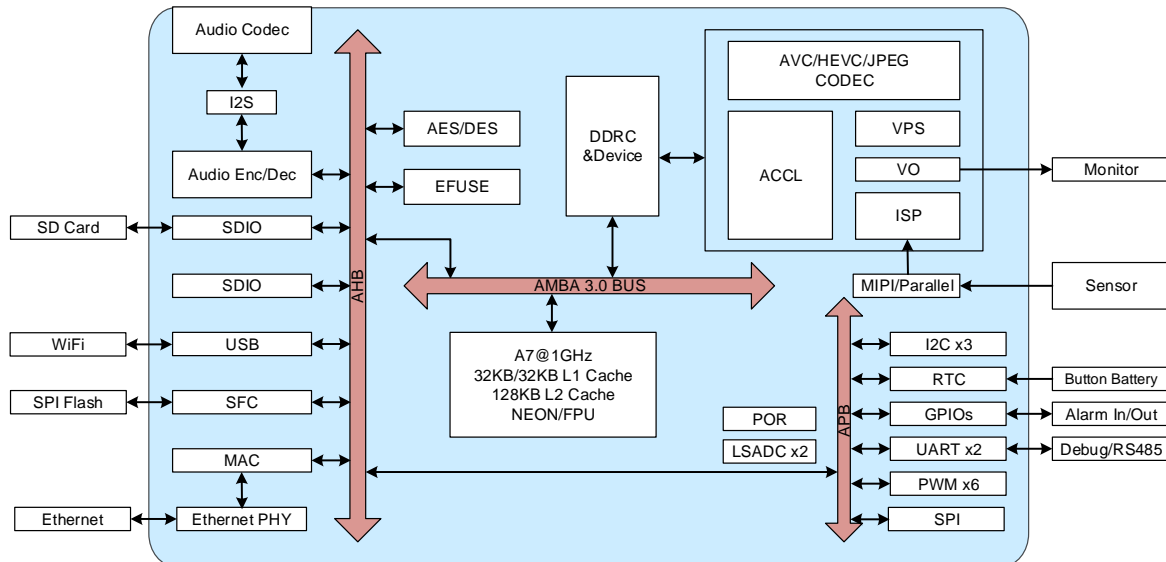 Audio Codec
I2S
Audio Enc/Dec
SD Card
SDIO
SDIO
WiFi
USB
SPI Flash
SFC
MAC
Ethernet
Ethernet PHY
AHB
AES/DES
EFUSE
DDRC
&Device
AVC/HEVC/JPEG
CODEC
ACCL
VPS
VO
ISP
Monitor
AMBA 3.0 BUS
MIPI/Parallel
Sensor
A7@1GHz
32KB/32KB L1 Cache
128KB L2 Cache
NEON/FPU
POR
LSADC x2
APB
I2C x3
RTC
Button Battery
GPIOs
Alarm In/Out
UART x2
Debug/RS485
PWM x6
SPI